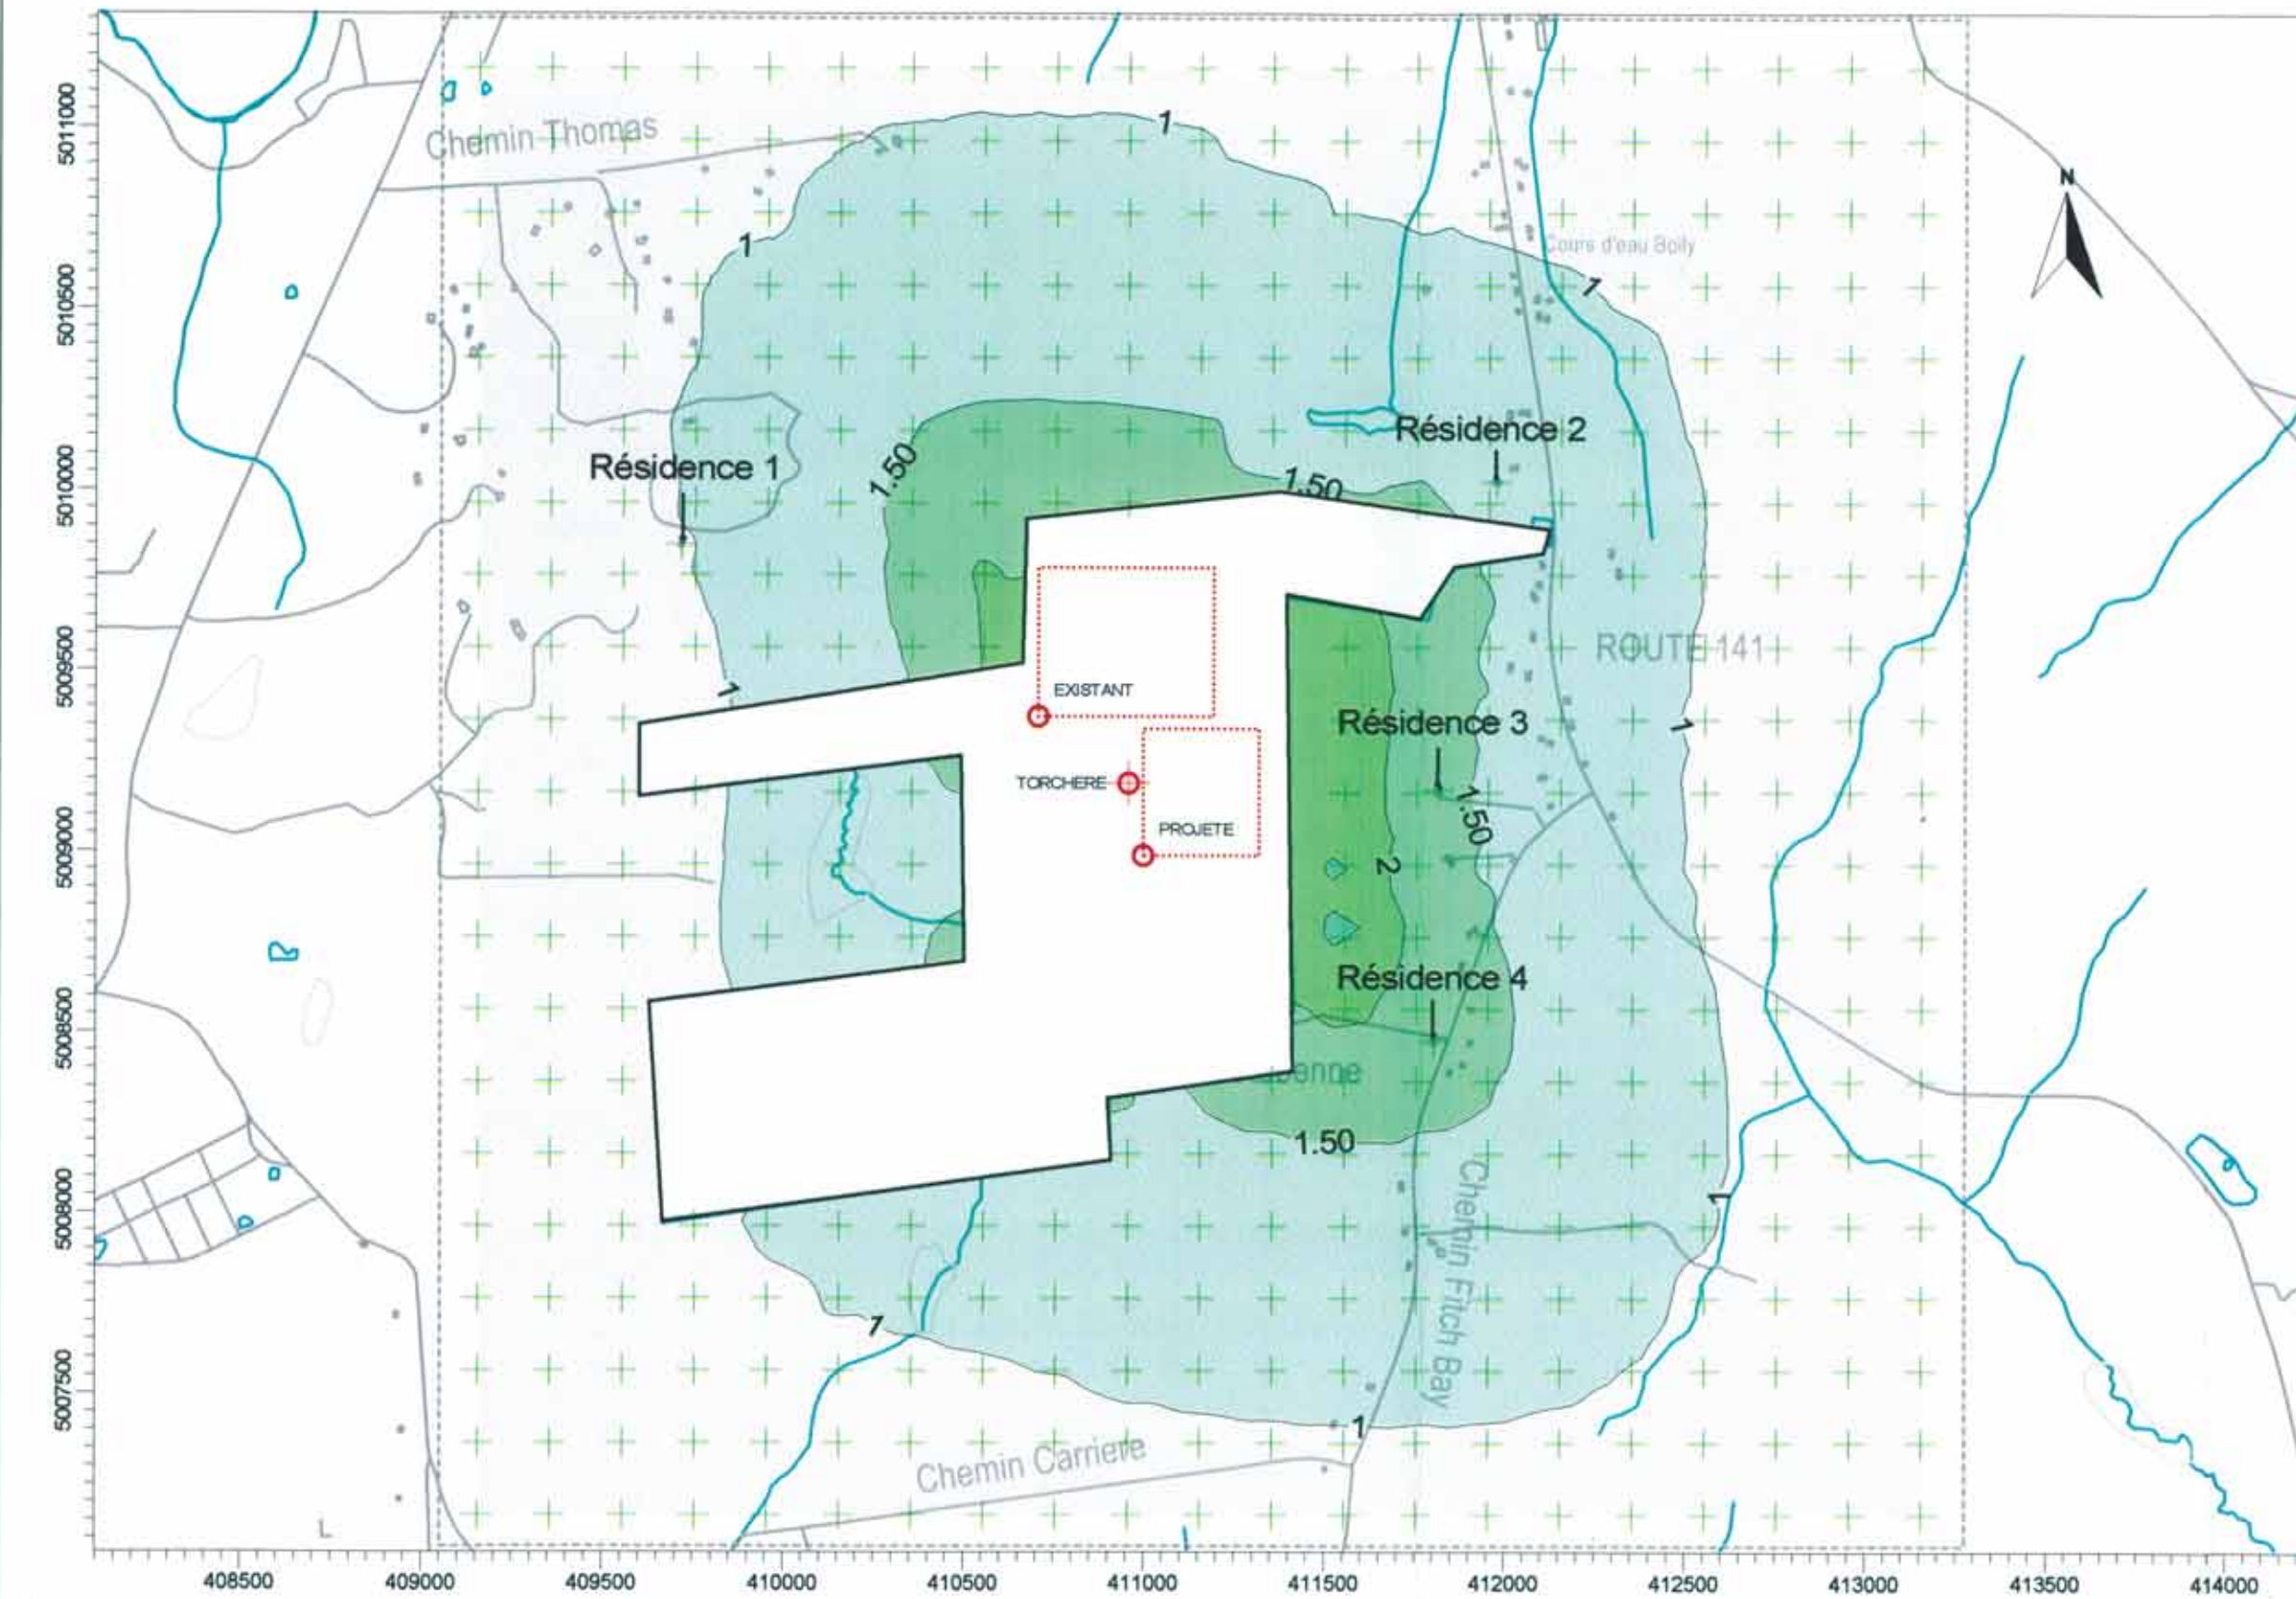 5011000
5010500
5010000
5009500
5009000
5008500
5008000
5007500
Chemin Thomas
1
1
N
Cours d'eau Boily
1
Résidence 2
1.50
Résidence 1
1.50
ROUTE 141
EXISTANT
1
Résidence 3
1
TORCHERE
1.50
PROJETE
2
Résidence 4
1.50
Chemin Fitch Bay
1
1
1
Chemin Carriere
L
408500 409000 409500 410000 410500 411000 411500 412000 412500 413000 413500 414000